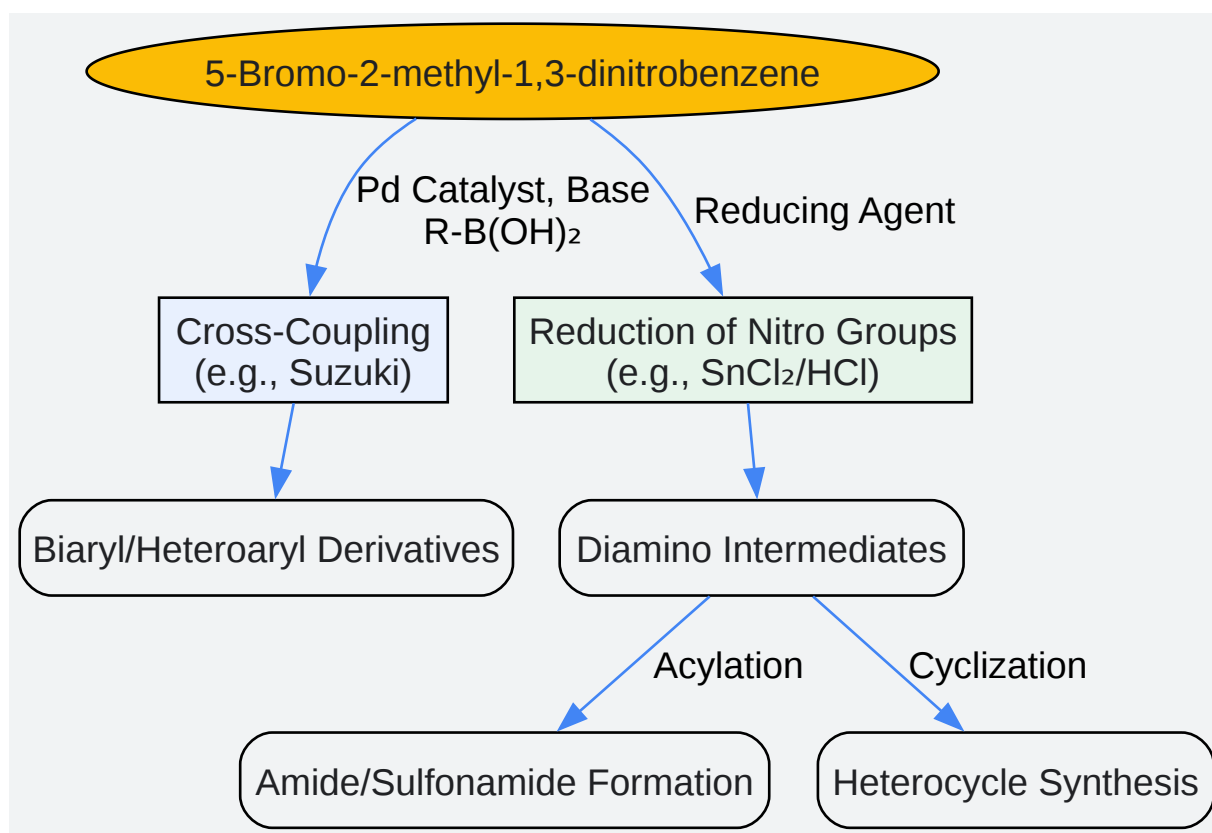 5-Bromo-2-methyl-1,3-dinitrobenzene
Pd Catalyst, Base
R-B(OH)₂
Reducing Agent
Cross-Coupling
(e.g., Suzuki)
Reduction of Nitro Groups
(e.g., SnCl₂/HCl)
Biaryl/Heteroaryl Derivatives
Diamino Intermediates
Acylation
Cyclization
Amide/Sulfonamide Formation
Heterocycle Synthesis